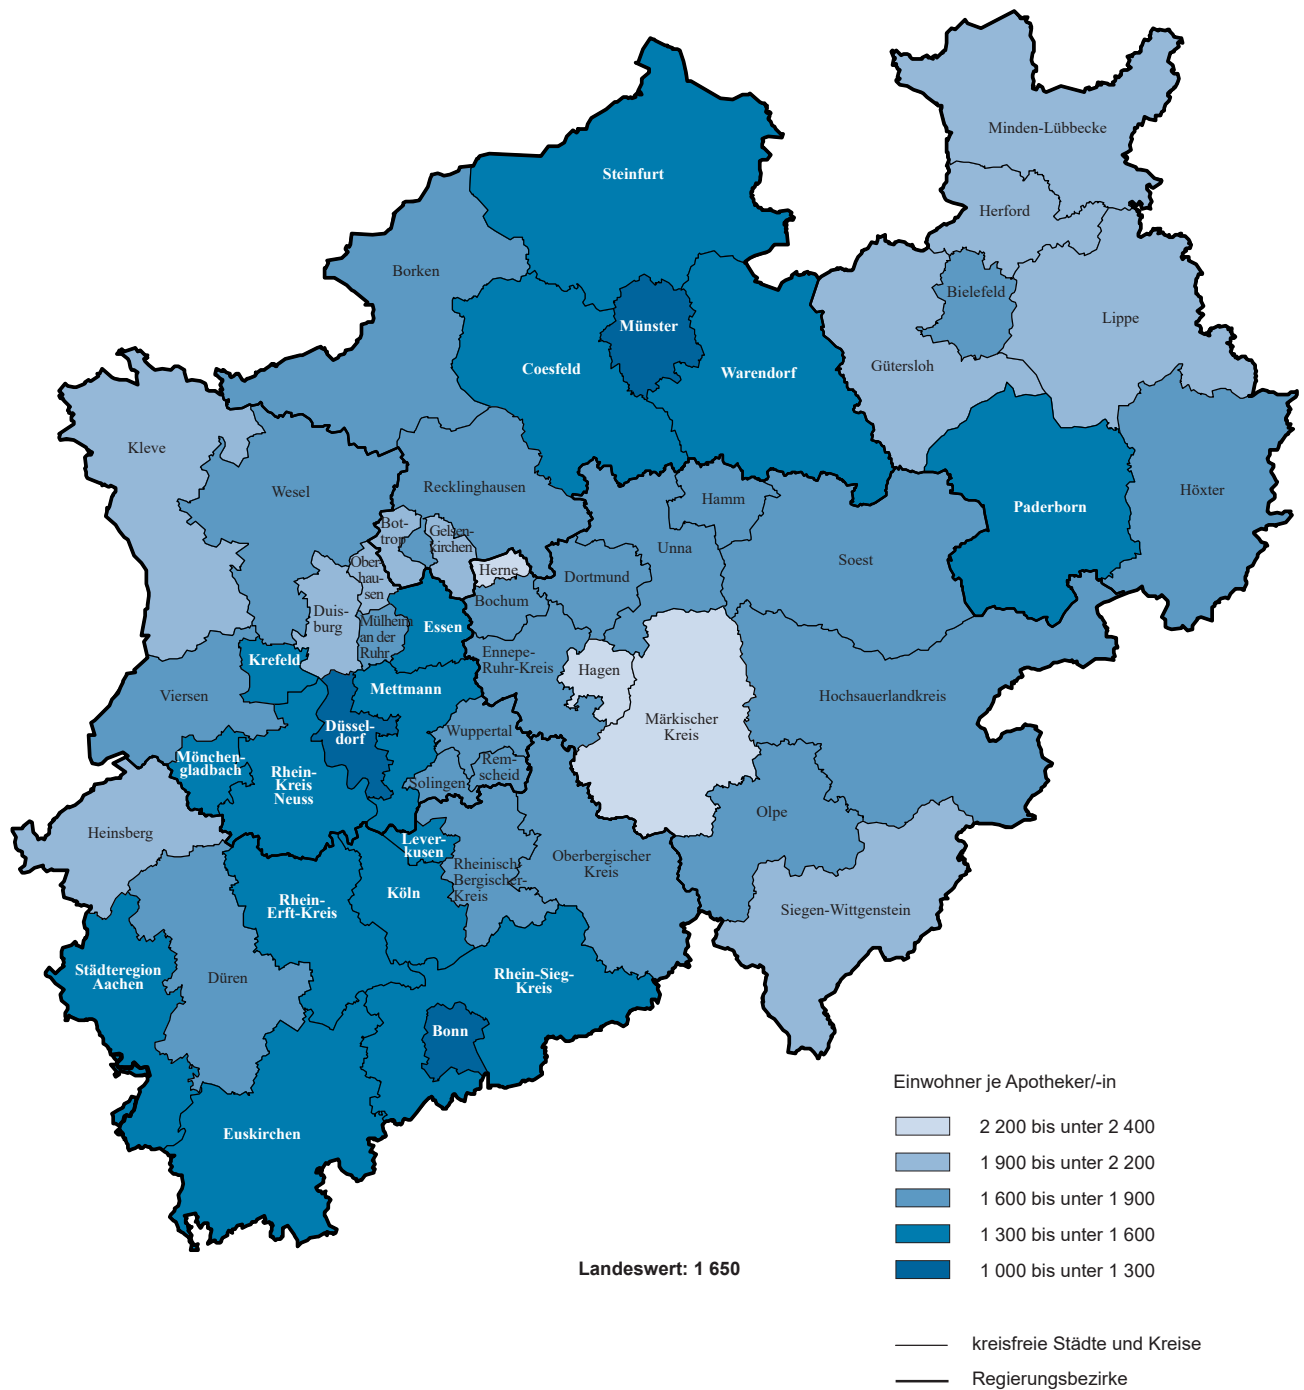 Minden-Lübbecke
Steinfurt
Herford
Borken
Bielefeld
Lippe
Münster
Coesfeld
Warendorf
Gütersloh
Kleve
Wesel
Recklinghausen
Hamm
Höxter
Paderborn
Bot-
trop
Gelsen-
kirchen
Unna
Soest
Herne
Dortmund
Ober-
hau-
sen
Bochum
Duis-
burg
Mülheim
an der
Ruhr
Essen
Krefeld
Ennepe-
Ruhr-Kreis
Hagen
Viersen
Mettmann
Hochsauerlandkreis
Märkischer
Kreis
Düssel-
dorf
Wuppertal
Mönchen-
gladbach
Rem-
scheid
Rhein-
Kreis
Neuss
Solingen
Heinsberg
Olpe
Lever-
kusen
Oberbergischer
Kreis
Rheinisch-
Bergischer-
Kreis
Rhein-
Erft-Kreis
Köln
Siegen-Wittgenstein
Städteregion
Aachen
Düren
Rhein-Sieg-
Kreis
Bonn
Euskirchen
Einwohner je Apotheker/-in
2 200 bis unter 2 400
1 900 bis unter 2 200
1 600 bis unter 1 900
1 300 bis unter 1 600
1 000 bis unter 1 300
Landeswert: 1 650
kreisfreie Städte und Kreise
Regierungsbezirke